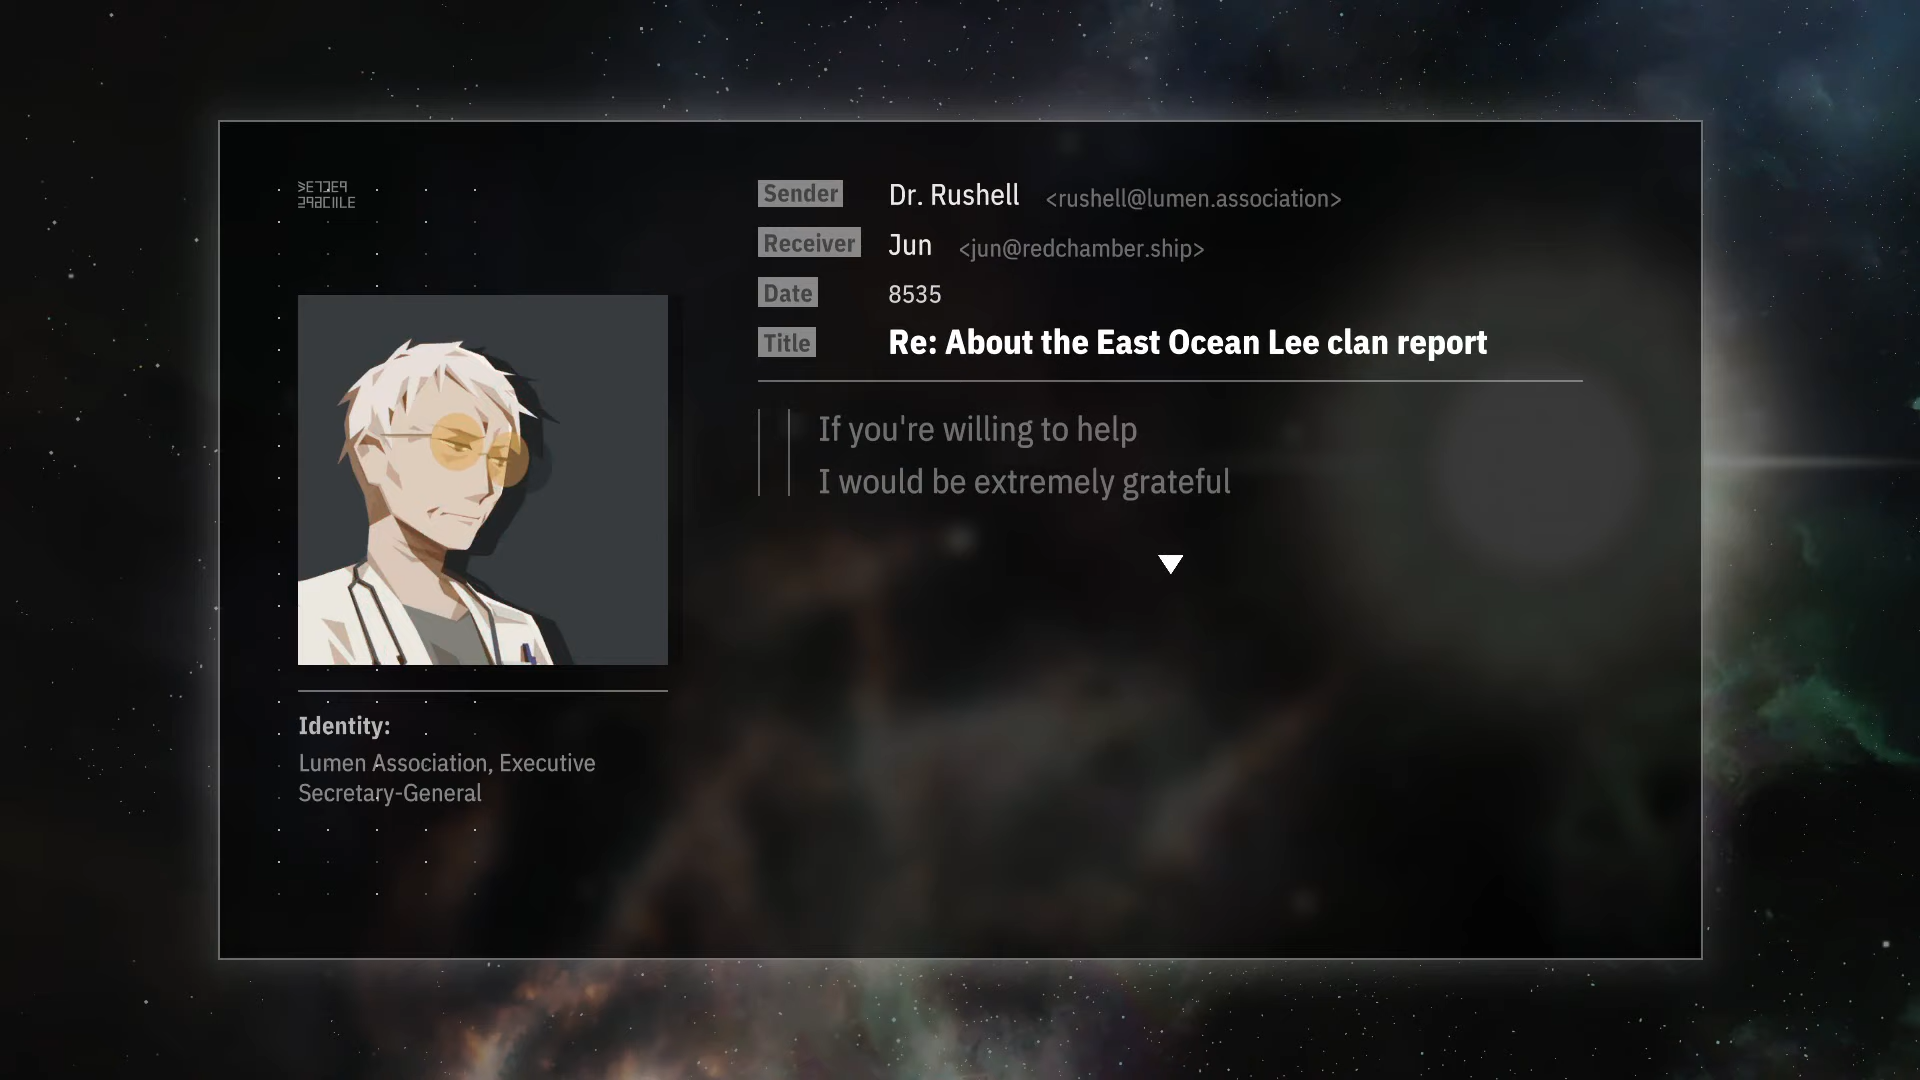 Sender Dr. Rushell <rushell@lumen.association>
Receiver Jun <jun@redchamber.ship>
Date 8535
Title Re: About the East Ocean Lee clan report
If you're willing to help
I would be extremely grateful
Identity:
Lumen Association, Executive
Secretary-General